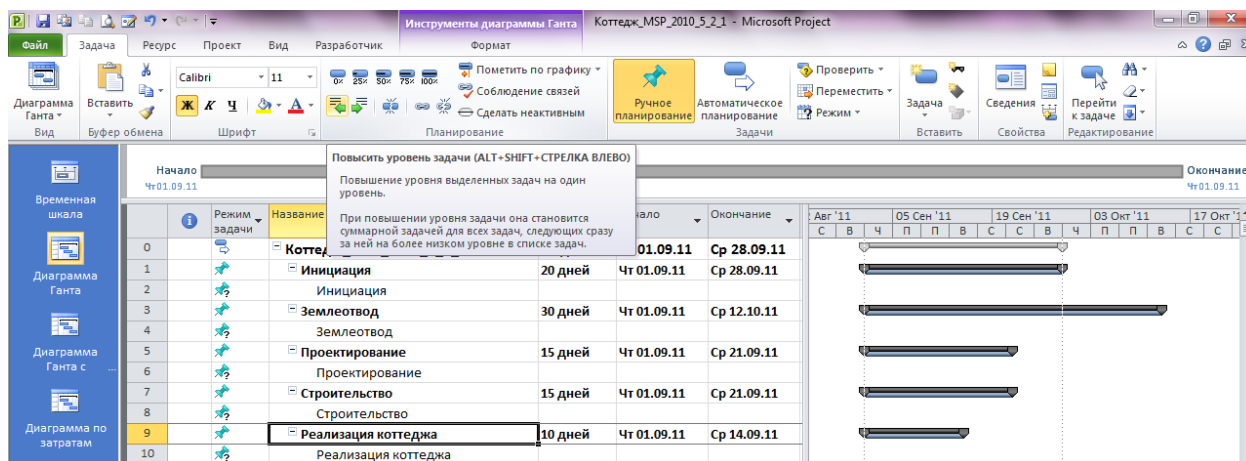 Инструменты диаграммы Ганта
Коттедж_MSP_2010_5_2_1 - Microsoft Project
Файл Задача Ресурс Проект Вид Разработчик Формат
Calibri 11
0% 25% 50% 75% 100%
Пометить по графику
Соблюдение связей
Сделать неактивным
Диаграмма Ганта
Вставить
Ж К Ч
Ручное планирование
Автоматическое планирование
Проверить
Переместить
Режим
Задача
Сведения
Перейти к задаче
Вид Буфер обмена Шрифт Планирование Задачи Вставить Свойства Редактирование
Повысить уровень задачи (ALT+SHIFT+СТРЕЛКА ВЛЕВО)
Повышение уровня выделенных задач на один
уровень.
При повышении уровня задачи она становится
суммарной задачей для всех задач, следующих сразу
за ней на более низком уровне в списке задач.
Начало
Чт 01.09.11
Окончание
Чт 01.09.11
Временная
шкала
Диаграмма
Ганта
Диаграмма
Ганта с ...
Диаграмма по
затратам
Режим задачи Название Окончание
Авг '11 05 Сен '11 19 Сен '11 03 Окт '11 17 Окт '1
С В Ч П П В С С В Ч П П В С С
0 Коттед 01.09.11 Ср 28.09.11
1 Инициация 20 дней Чт 01.09.11 Ср 28.09.11
2 Инициация
3 Землеотвод 30 дней Чт 01.09.11 Ср 12.10.11
4 Землеотвод
5 Проектирование 15 дней Чт 01.09.11 Ср 21.09.11
6 Проектирование
7 Строительство 15 дней Чт 01.09.11 Ср 21.09.11
8 Строительство
9 Реализация коттеджа 10 дней Чт 01.09.11 Ср 14.09.11
10 Реализация коттеджа